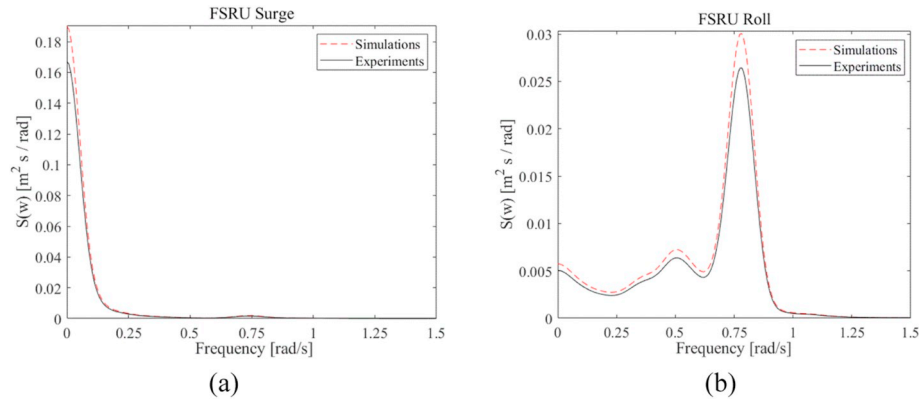 FSRU Surge
Simulations
Experiments
0.18
0.16
0.14
0.12
0.1
0.08
0.06
0.04
0.02
0
S(w) [m² s / rad]
0 0.25 0.5 0.75 1 1.25 1.5
Frequency [rad/s]
(a)
FSRU Roll
Simulations
Experiments
0.03
0.025
0.02
0.015
0.01
0.005
0
S(w) [m² s / rad]
0 0.25 0.5 0.75 1 1.25 1.5
Frequency [rad/s]
(b)